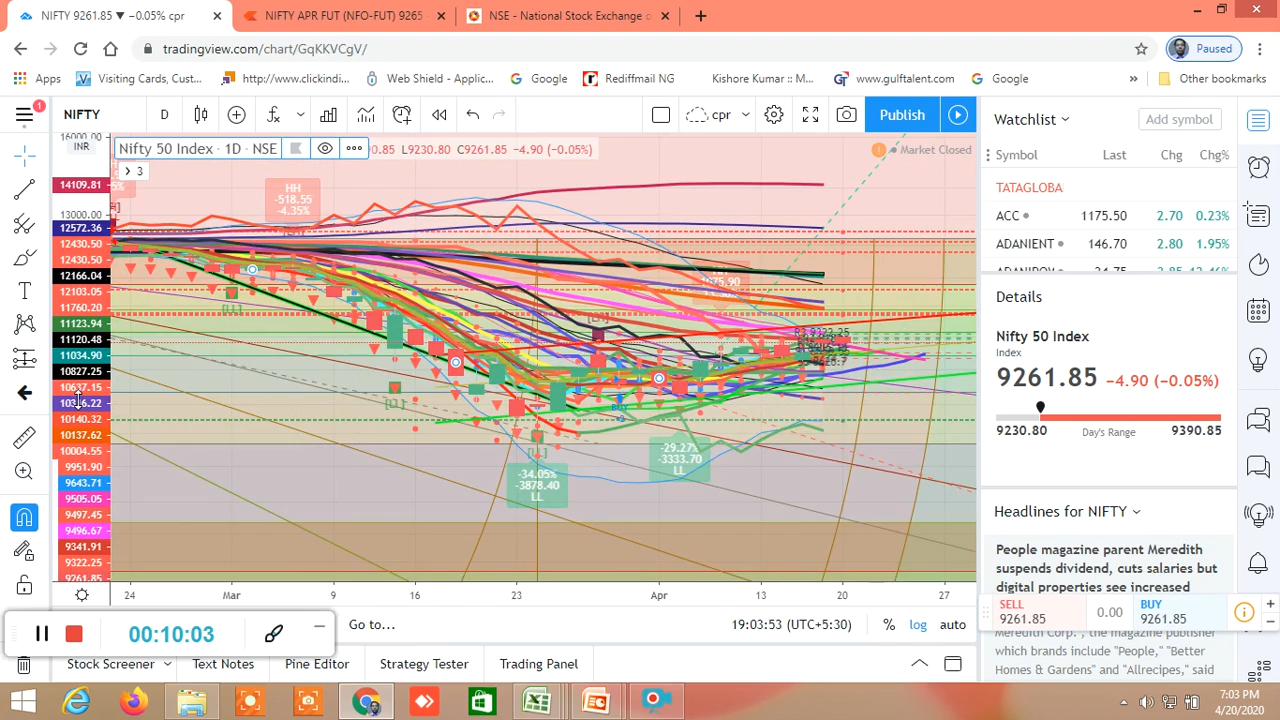 NIFTY 9261.85 ▼ −0.05% cpr
NIFTY APR FUT (NFO-FUT) 9265
NSE - National Stock Exchange o
tradingview.com/chart/GqKKVCgV/
Paused
Apps
Visiting Cards, Cust...
http://www.clickindi...
Web Shield - Applic...
Google
Rediffmail NG
Kishore Kumar :: M...
www.gulftalent.com
Google
»
Other bookmarks
1
NIFTY
D
cpr
Publish
Watchlist
Add symbol
16000.00
INR
Nifty 50 Index · 1D · NSE
L9230.80 C9261.85 −4.90 (−0.05%)
Market Closed
3
Symbol Last Chg Chg%
14109.81
HH
-518.55
-4.35%
TATAGLOBA
13000.00
ACC 1175.50 2.70 0.23%
12572.36
12430.50
12430.50
ADANIENT 146.70 2.80 1.95%
12166.04
12103.05
[LL]
11760.20
Details
11123.94
11120.48
Nifty 50 Index
11034.90
Index
10827.25
9261.85 −4.90 (−0.05%)
10637.15
[LL]
10140.32
9230.80 Day's Range 9390.85
10137.62
10004.55
9951.90
-34.05%
-3878.40
LL
-29.27%
-3333.70
LL
9643.71
9505.05
9497.45
Headlines for NIFTY
9496.67
9341.91
9322.25
9261.85
People magazine parent Meredith
suspends dividend, cuts salaries but
digital properties see increased
24 Mar 9 16 23 Apr 13 20 27
SELL
9261.85
0.00
BUY
9261.85
00:10:03
Go to...
19:03:53 (UTC+5:30)
%
log
auto
Meredith Corp., the magazine publisher
which brands include "People," "Better
Homes & Gardens" and "Allrecipes," said
Stock Screener
Text Notes
Pine Editor
Strategy Tester
Trading Panel
7:03 PM
4/20/2020